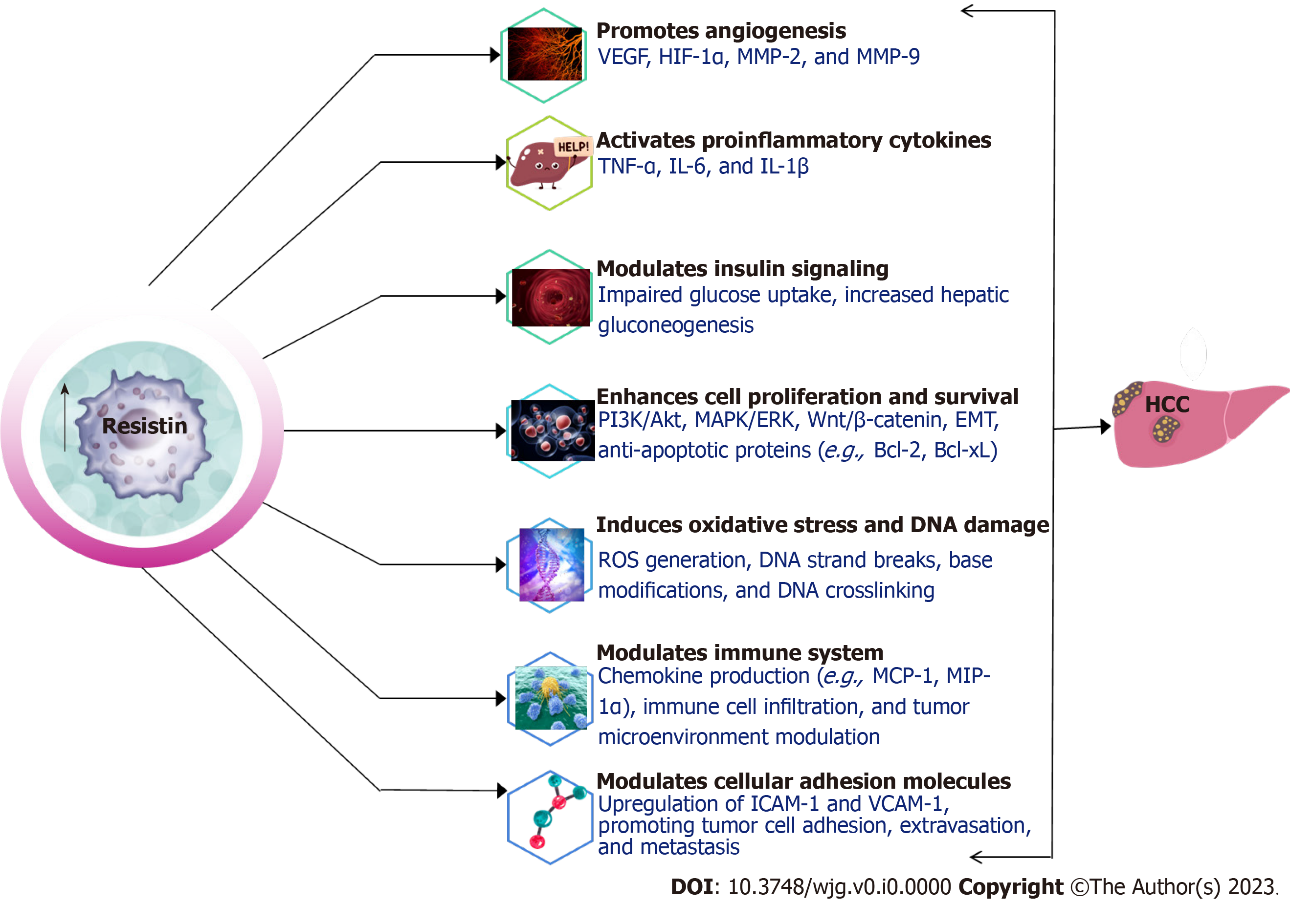 Promotes angiogenesis
VEGF, HIF-1α, MMP-2, and MMP-9
HELP!
Activates proinflammatory cytokines
TNF-α, IL-6, and IL-1β
Modulates insulin signaling
Impaired glucose uptake, increased hepatic
gluconeogenesis
Resistin
Enhances cell proliferation and survival
PI3K/Akt, MAPK/ERK, Wnt/β-catenin, EMT,
anti-apoptotic proteins (e.g., Bcl-2, Bcl-xL)
HCC
Induces oxidative stress and DNA damage
ROS generation, DNA strand breaks, base
modifications, and DNA crosslinking
Modulates immune system
Chemokine production (e.g., MCP-1, MIP-
1α), immune cell infiltration, and tumor
microenvironment modulation
Modulates cellular adhesion molecules
Upregulation of ICAM-1 and VCAM-1,
promoting tumor cell adhesion, extravasation,
and metastasis
DOI: 10.3748/wjg.v0.i0.0000 Copyright ©The Author(s) 2023.